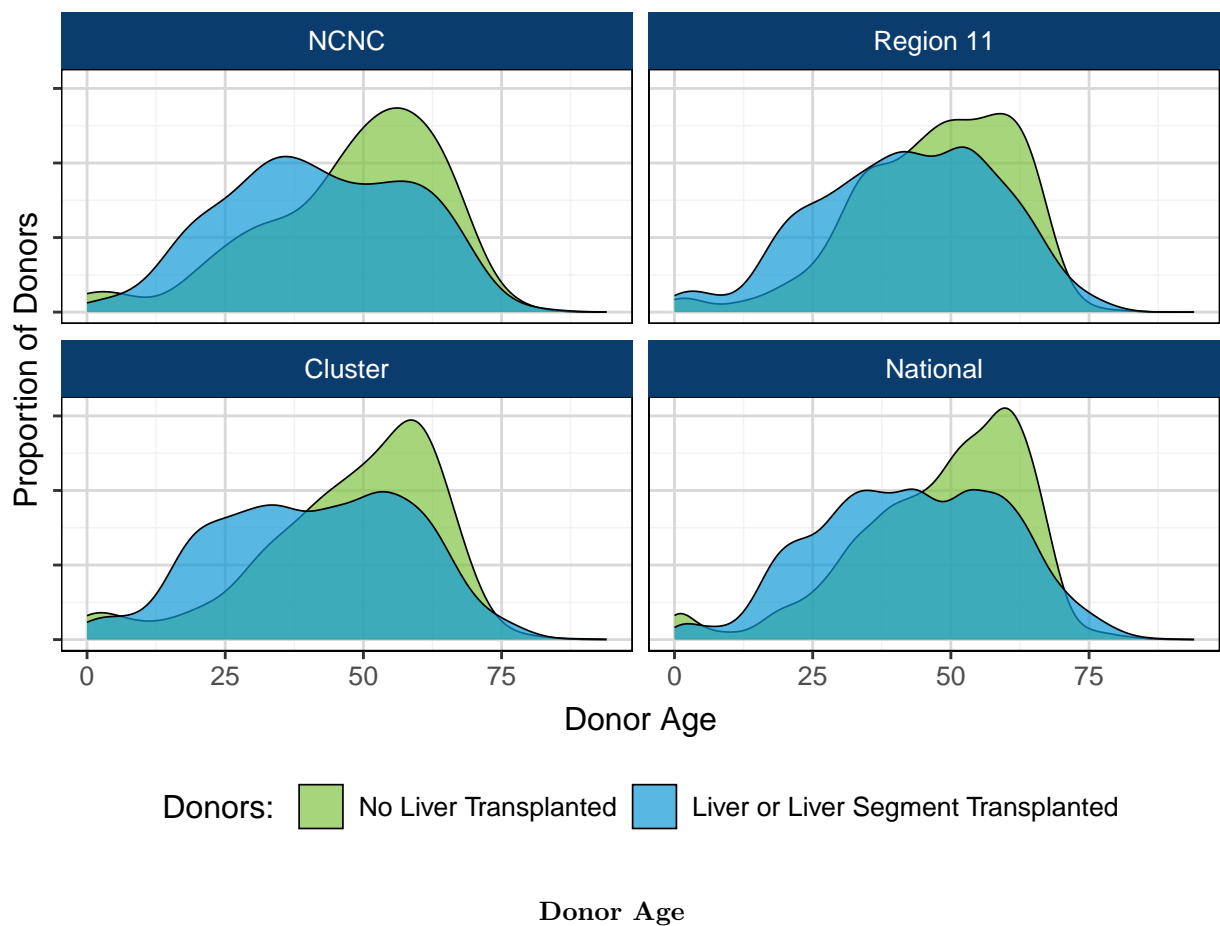 NCNC
Region 11
Proportion of Donors
Cluster
National
0 25 50 75
0 25 50 75
Donor Age
Donors: No Liver Transplanted Liver or Liver Segment Transplanted
Donor Age